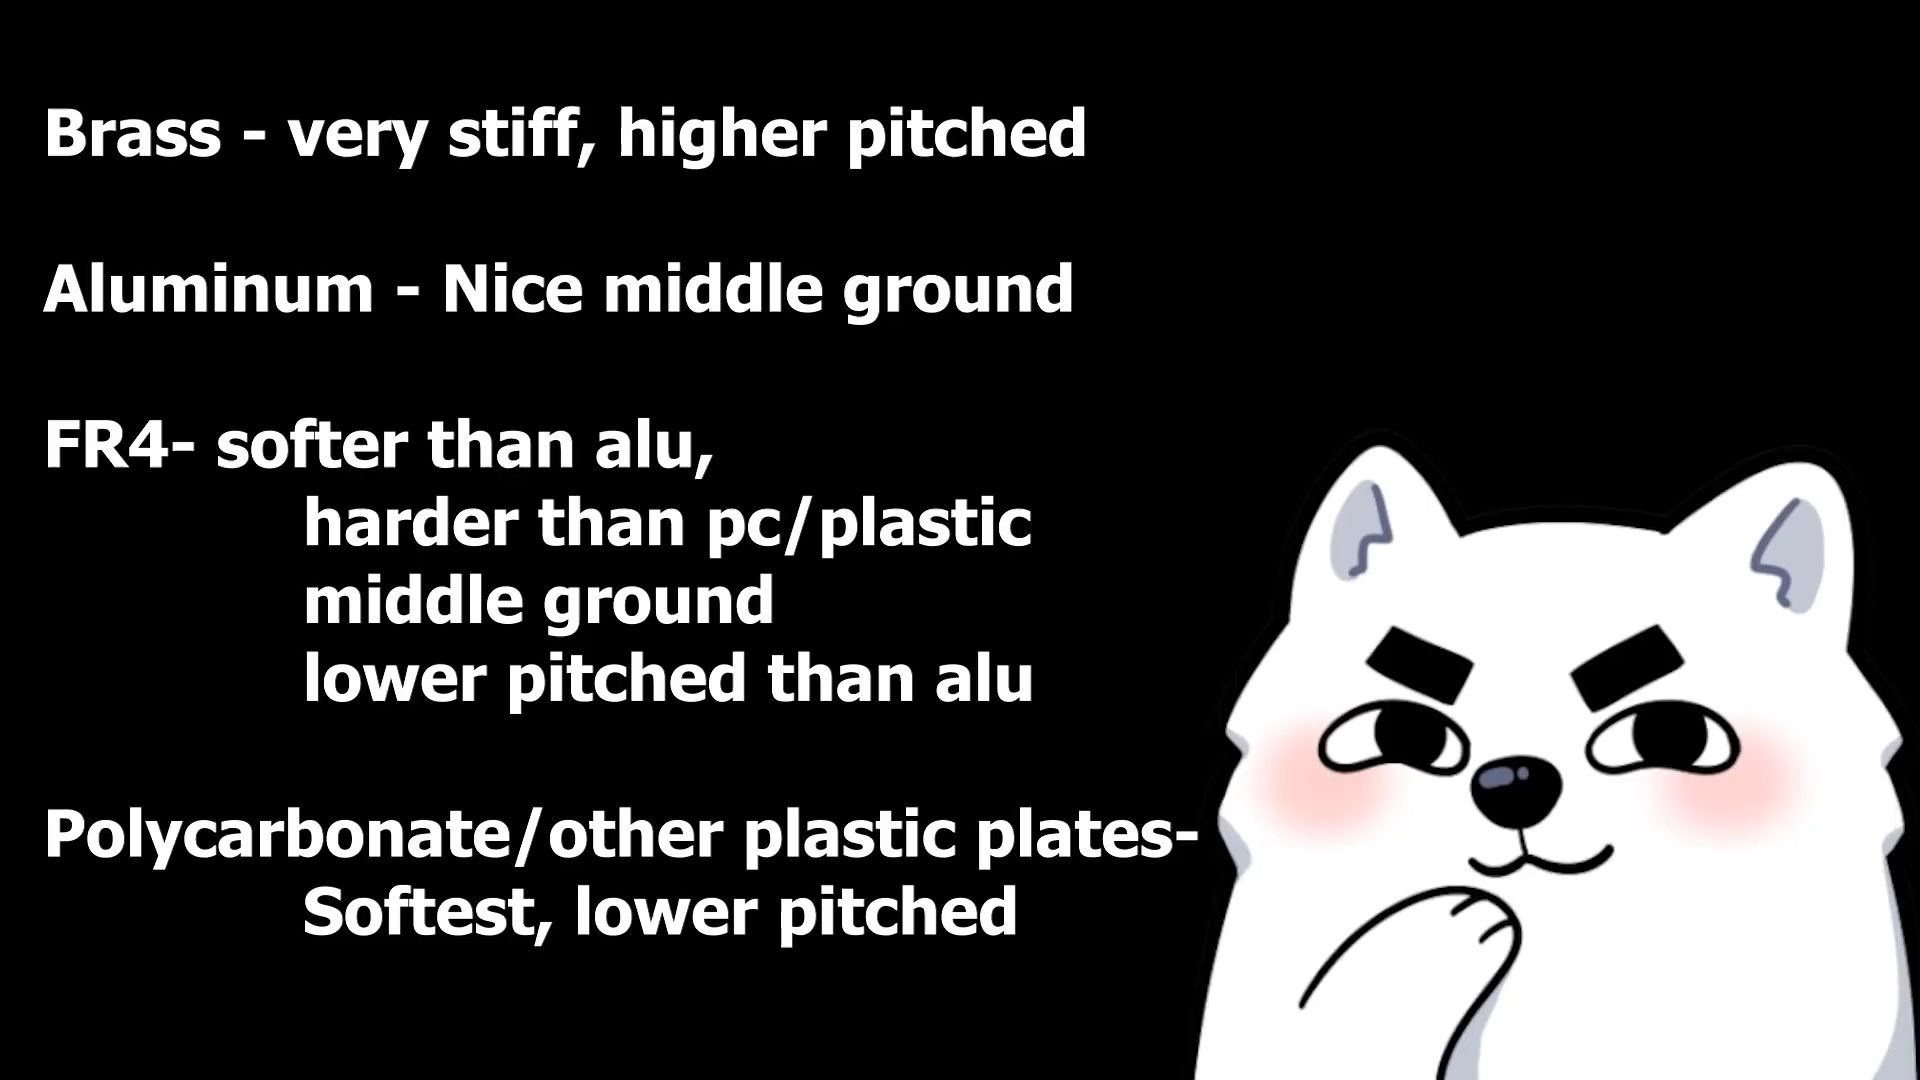 Brass - very stiff, higher pitched
Aluminum - Nice middle ground
FR4- softer than alu,
harder than pc/plastic
middle ground
lower pitched than alu
Polycarbonate/other plastic plates-
Softest, lower pitched